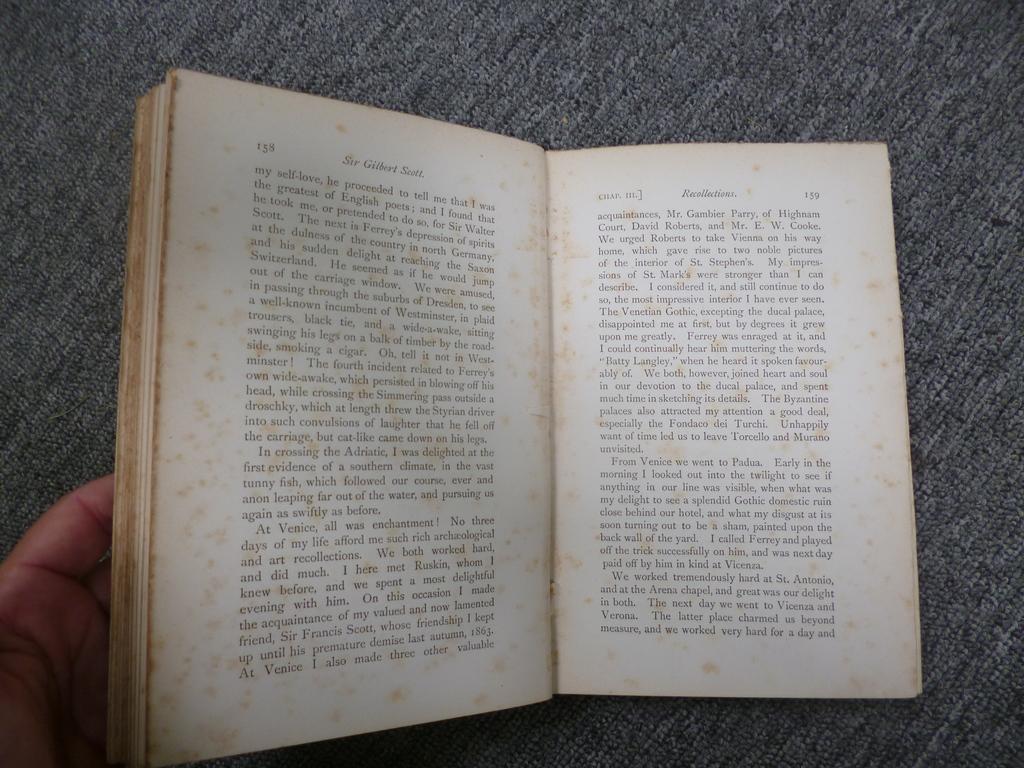 158
Sir Gilbert Scott.
my self-love, he proceeded to tell me that I was
the greatest of English poets; and I found that
he took me, or pretended to do so, for Sir Walter
Scott. The next is Ferrey's depression of spirits
at the dulness of the country in north Germany,
and his sudden delight at reaching the Saxon
Switzerland. He seemed as if he would jump
out of the carriage window. We were amused,
in passing through the suburbs of Dresden, to see
a well-known incumbent of Westminster, in plaid
trousers, black tie, and a wide-a-wake, sitting
swinging his legs on a balk of timber by the road-
side, smoking a cigar. Oh, tell it not in West-
minster! The fourth incident related to Ferrey's
own wide-awake, which persisted in blowing off his
head, while crossing the Simmering pass outside a
droschky, which at length threw the Styrian driver
into such convulsions of laughter that he fell off
the carriage, but cat-like came down on his legs.
In crossing the Adriatic, I was delighted at the
first evidence of a southern climate, in the vast
tunny fish, which followed our course, ever and
anon leaping far out of the water, and pursuing us
again as swiftly as before.
At Venice, all was enchantment! No three
days of my life afford me such rich archæological
and art recollections. We both worked hard,
and did much. I here met Ruskin, whom I
knew before, and we spent a most delightful
evening with him. On this occasion I made
the acquaintance of my valued and now lamented
friend, Sir Francis Scott, whose friendship I kept
up until his premature demise last autumn, 1863.
At Venice I also made three other valuable
CHAP. III.] Recollections. 159
acquaintances, Mr. Gambier Parry, of Highnam
Court, David Roberts, and Mr. E. W. Cooke.
We urged Roberts to take Vienna on his way
home, which gave rise to two noble pictures
of the interior of St. Stephen's. My impres-
sions of St. Mark's were stronger than I can
describe. I considered it, and still continue to do
so, the most impressive interior I have ever seen.
The Venetian Gothic, excepting the ducal palace,
disappointed me at first, but by degrees it grew
upon me greatly. Ferrey was enraged at it, and
I could continually hear him muttering the words,
"Batty Langley," when he heard it spoken favour-
ably of. We both, however, joined heart and soul
in our devotion to the ducal palace, and spent
much time in sketching its details. The Byzantine
palaces also attracted my attention a good deal,
especially the Fondaco dei Turchi. Unhappily
want of time led us to leave Torcello and Murano
unvisited.
From Venice we went to Padua. Early in the
morning I looked out into the twilight to see if
anything in our line was visible, when what was
my delight to see a splendid Gothic domestic ruin
close behind our hotel, and what my disgust at its
soon turning out to be a sham, painted upon the
back wall of the yard. I called Ferrey and played
off the trick successfully on him, and was next day
paid off by him in kind at Vicenza.
We worked tremendously hard at St. Antonio,
and at the Arena chapel, and great was our delight
in both. The next day we went to Vicenza and
Verona. The latter place charmed us beyond
measure, and we worked very hard for a day and